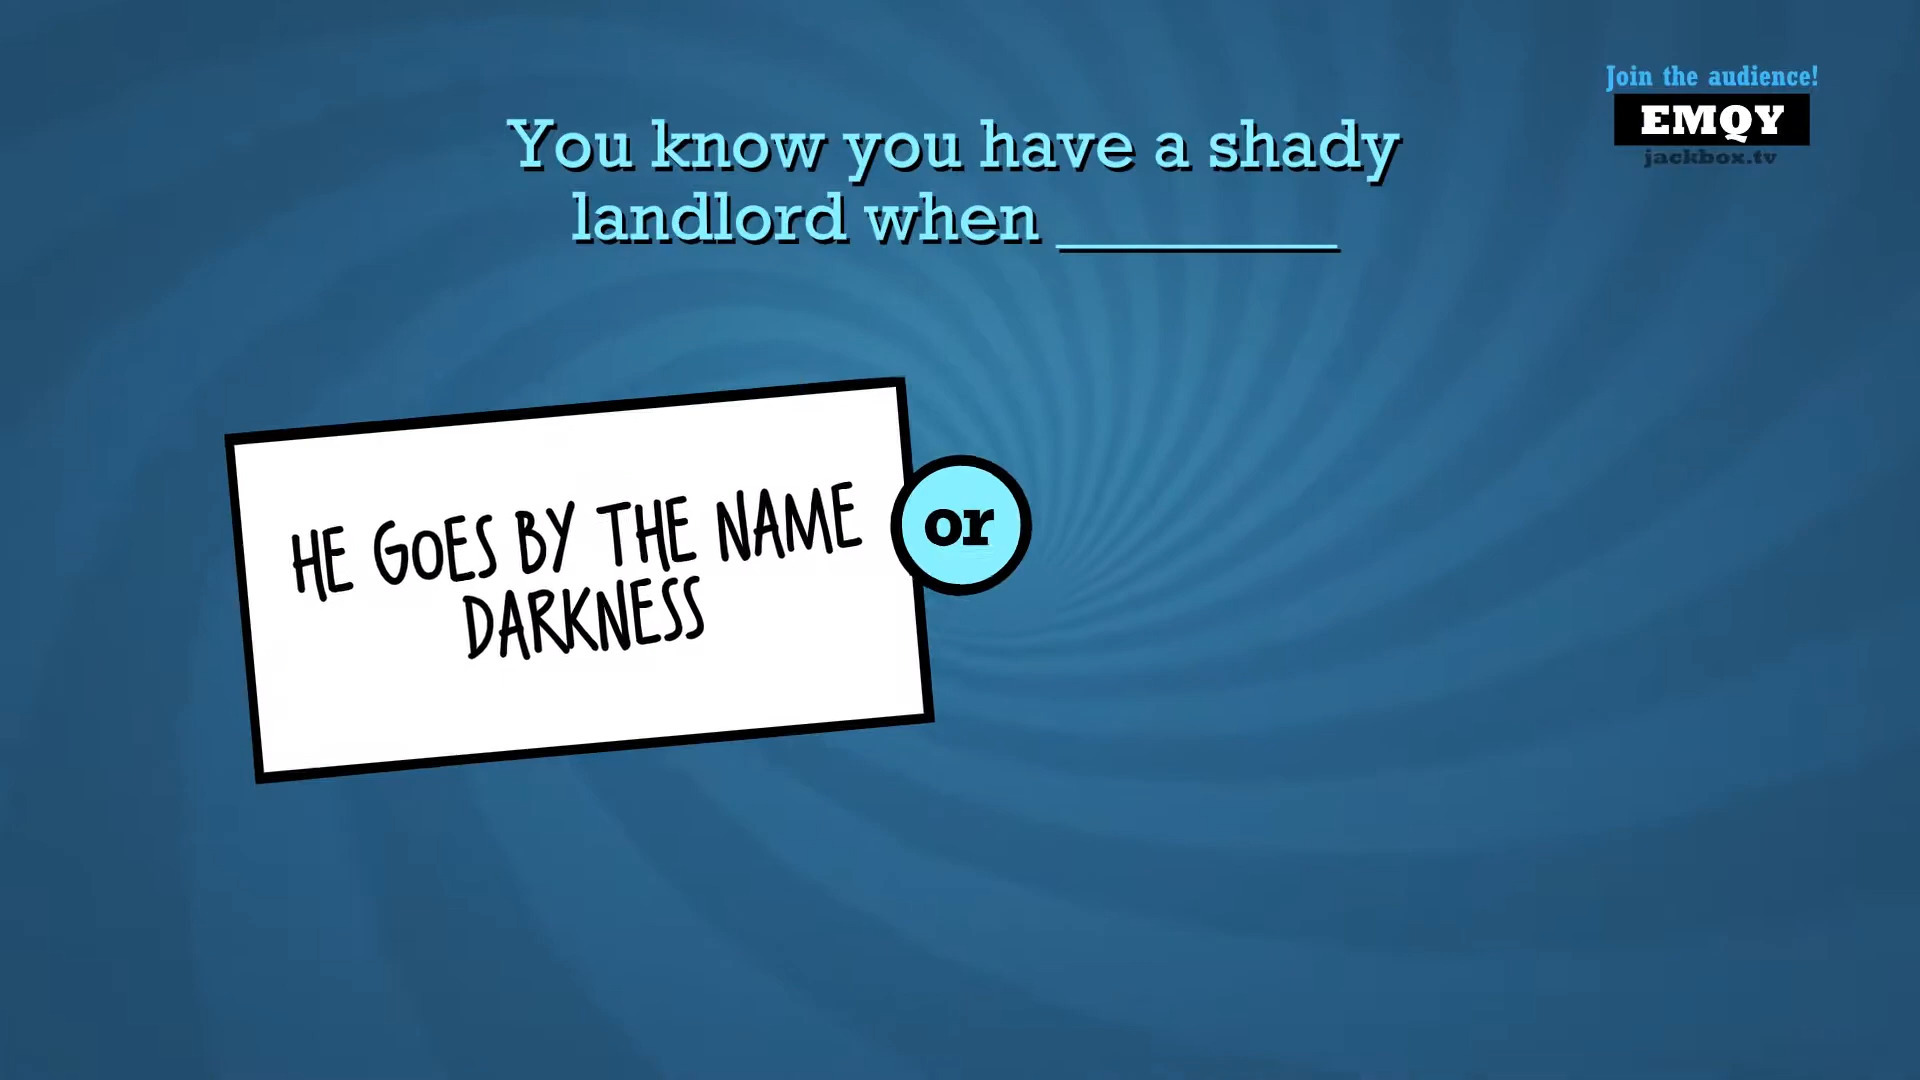 Join the audience!
EMQY
jackbox.tv
You know you have a shady
landlord when ________
HE GOES BY THE NAME
DARKNESS
or